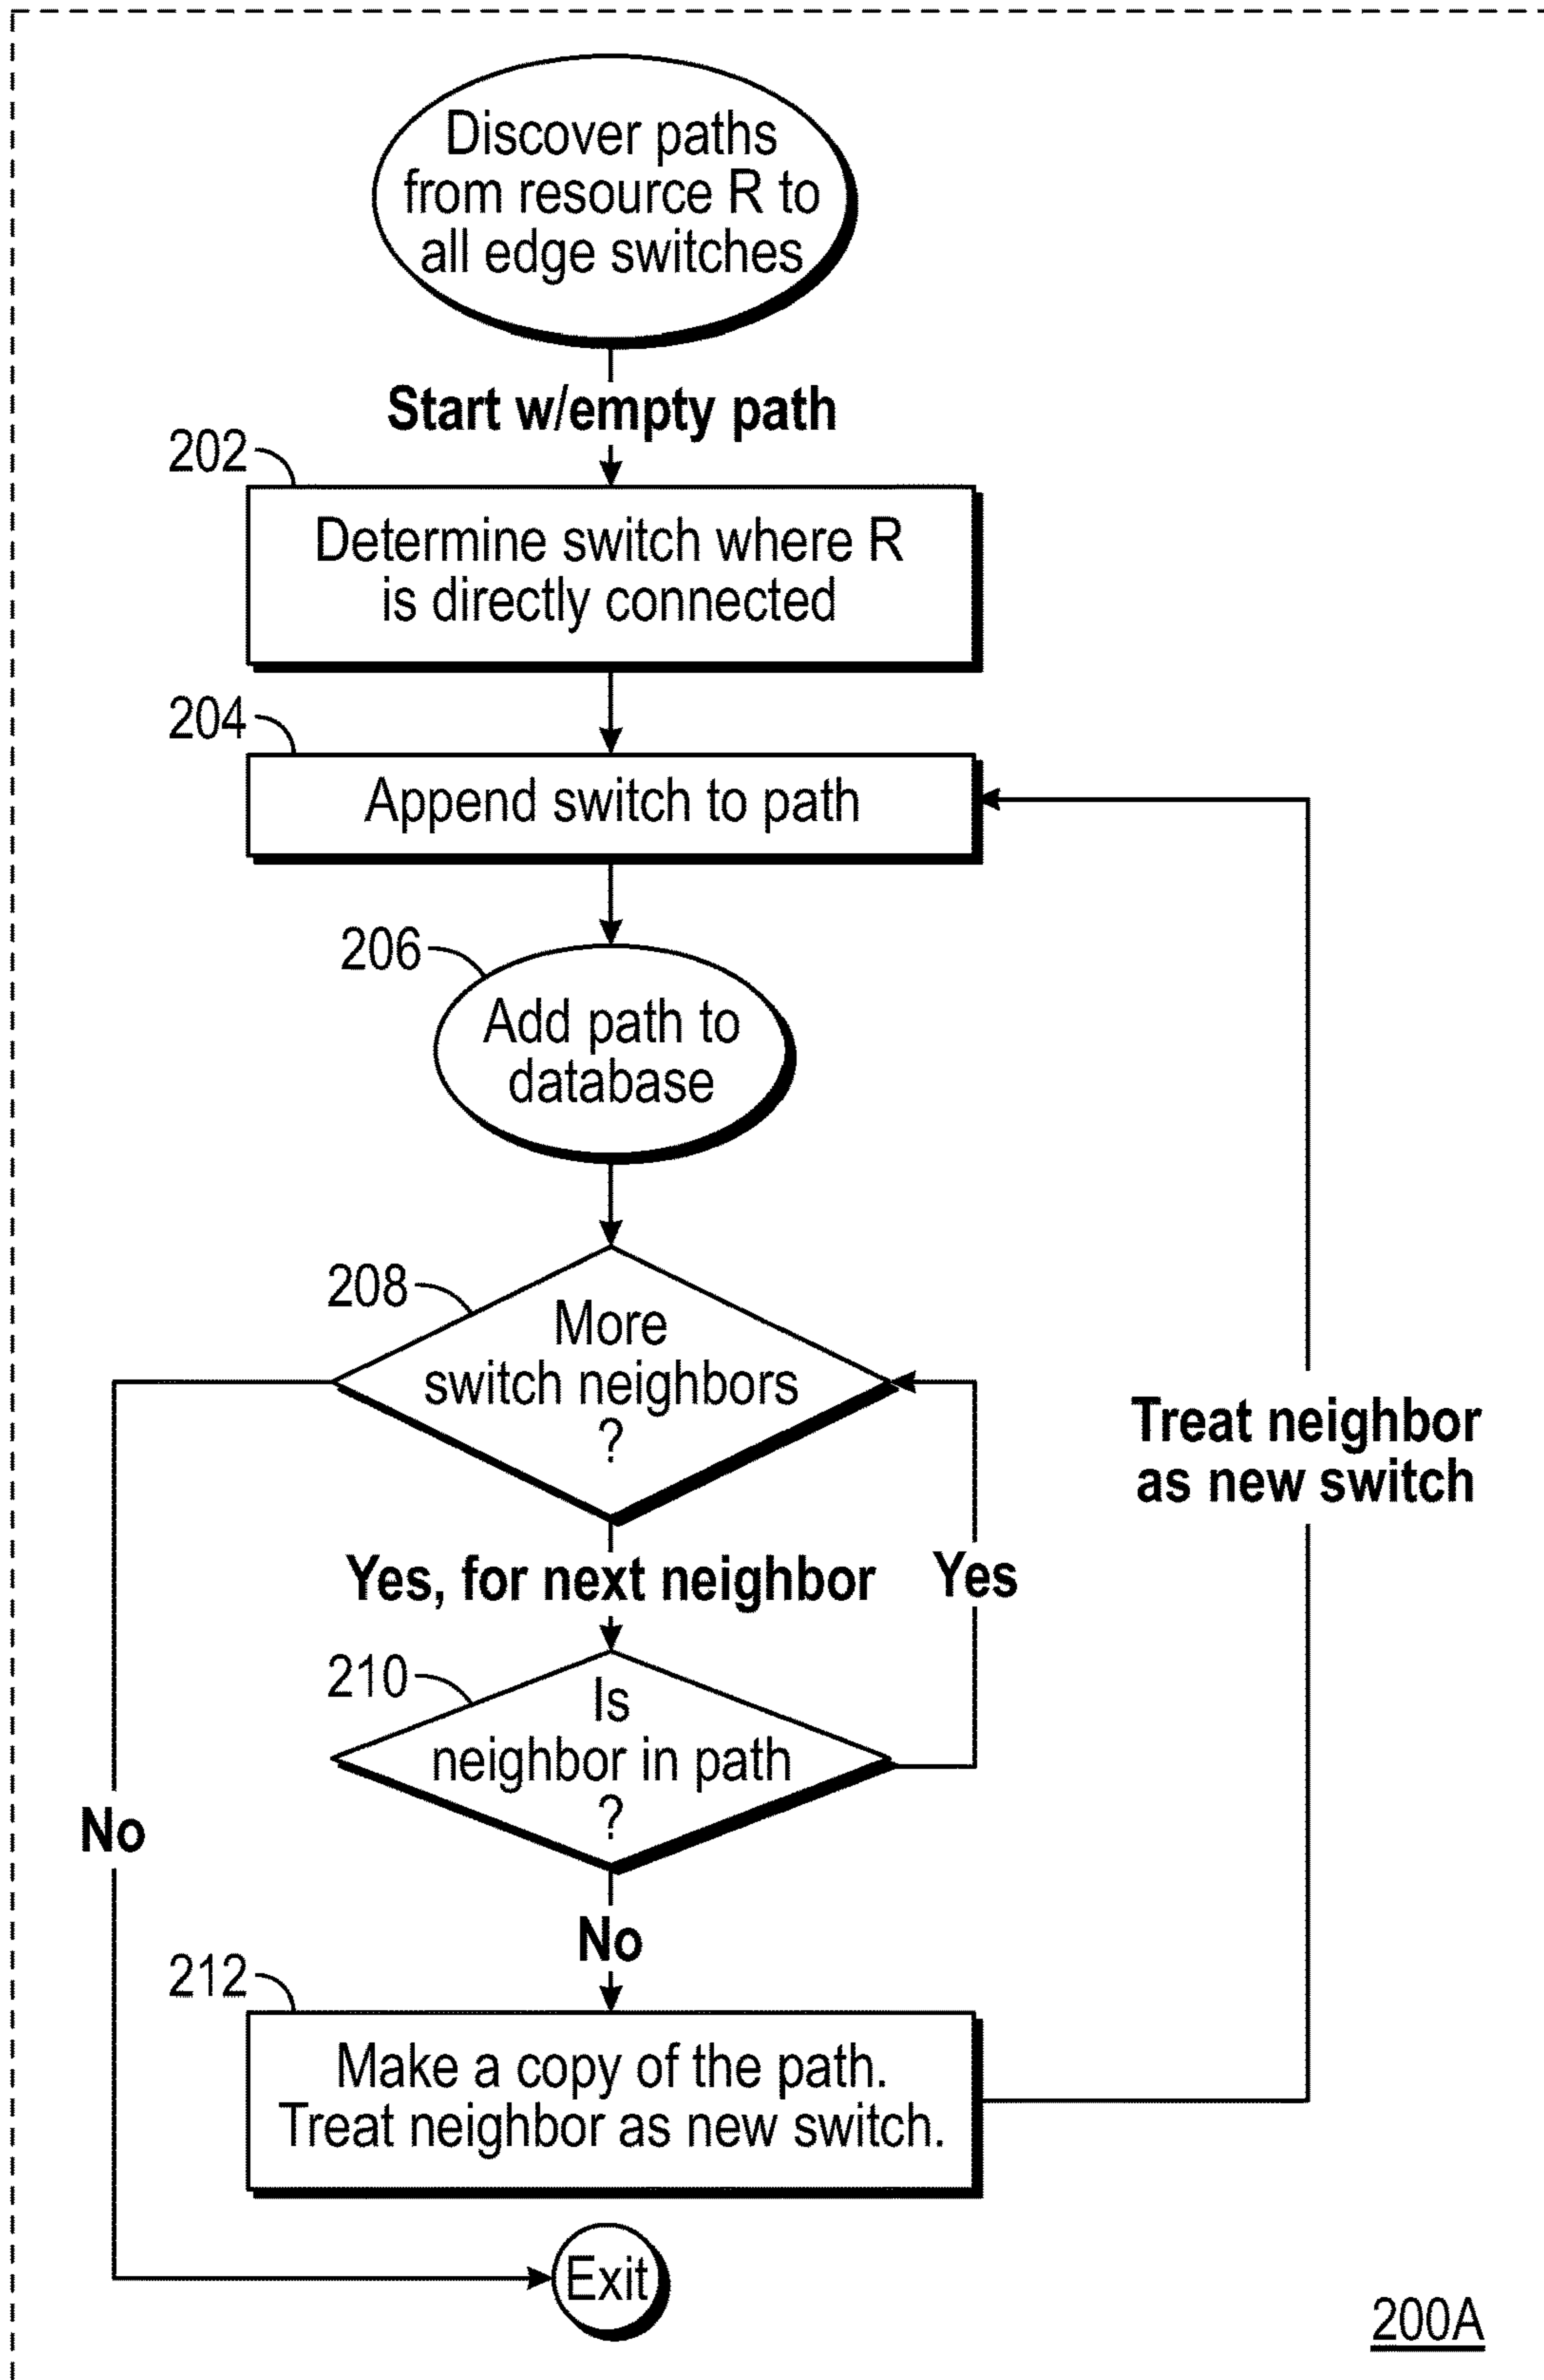 Discover paths
from resource R to
all edge switches
Start w/empty path
202
Determine switch where R
is directly connected
204
Append switch to path
206
Add path to
database
208
More
switch neighbors
?
Treat neighbor
as new switch
Yes, for next neighbor
Yes
210
Is
neighbor in path
?
No
No
212
Make a copy of the path.
Treat neighbor as new switch.
Exit
200A